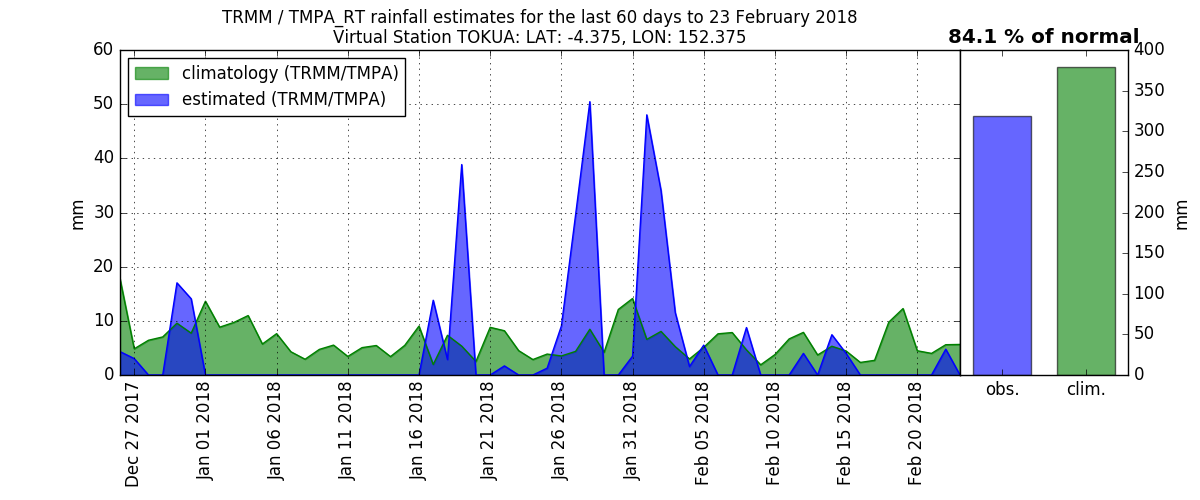 TRMM / TMPA_RT rainfall estimates for the last 60 days to 23 February 2018
Virtual Station TOKUA: LAT: -4.375, LON: 152.375
84.1 % of normal
climatology (TRMM/TMPA)
estimated (TRMM/TMPA)
60
50
40
30
20
10
0
mm
400
350
300
250
200
150
100
50
0
mm
Dec 27 2017
Jan 01 2018
Jan 06 2018
Jan 11 2018
Jan 16 2018
Jan 21 2018
Jan 26 2018
Jan 31 2018
Feb 05 2018
Feb 10 2018
Feb 15 2018
Feb 20 2018
obs.
clim.